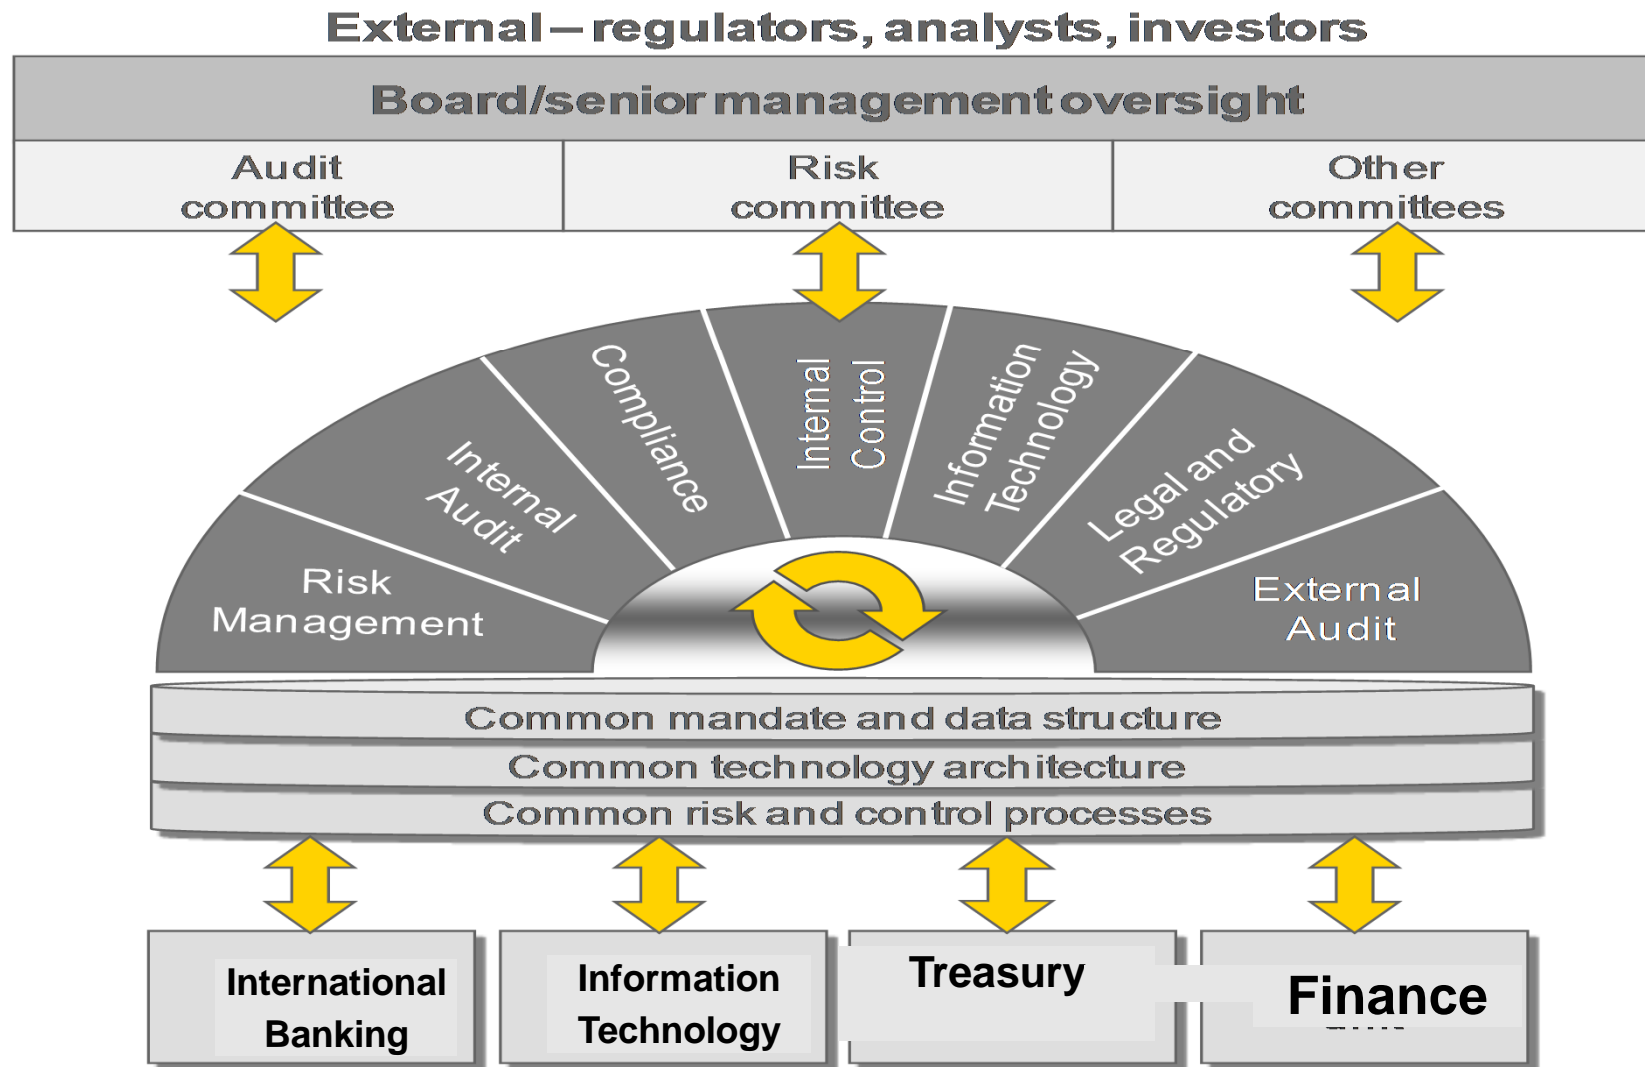 External – regulators, analysts, investors
Board/senior management oversight
Audit
committee
Risk
committee
Other
committees
Risk
Management
Internal
Audit
Compliance
Internal
Control
Information
Technology
Legal and
Regulatory
External
Audit
Common mandate and data structure
Common technology architecture
Common risk and control processes
International
Banking
Information
Technology
Treasury
Finance